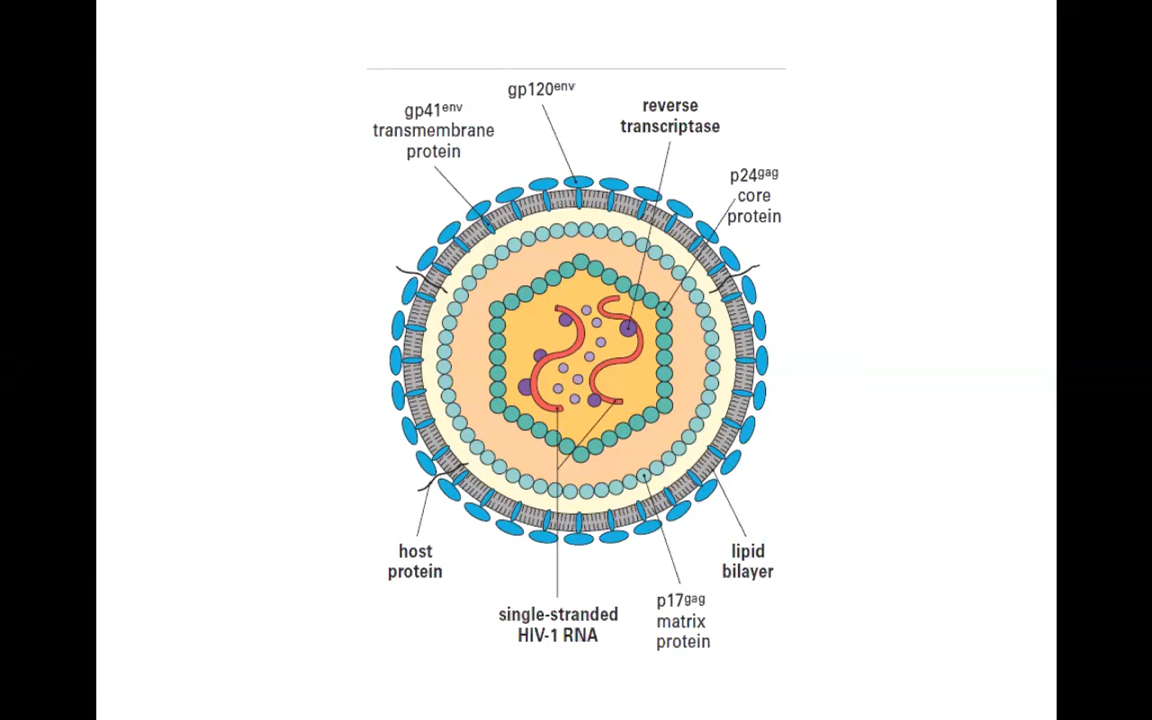 gp120env
gp41env
transmembrane
protein
reverse
transcriptase
p24gag
core
protein
host
protein
lipid
bilayer
single-stranded
HIV-1 RNA
p17gag
matrix
protein